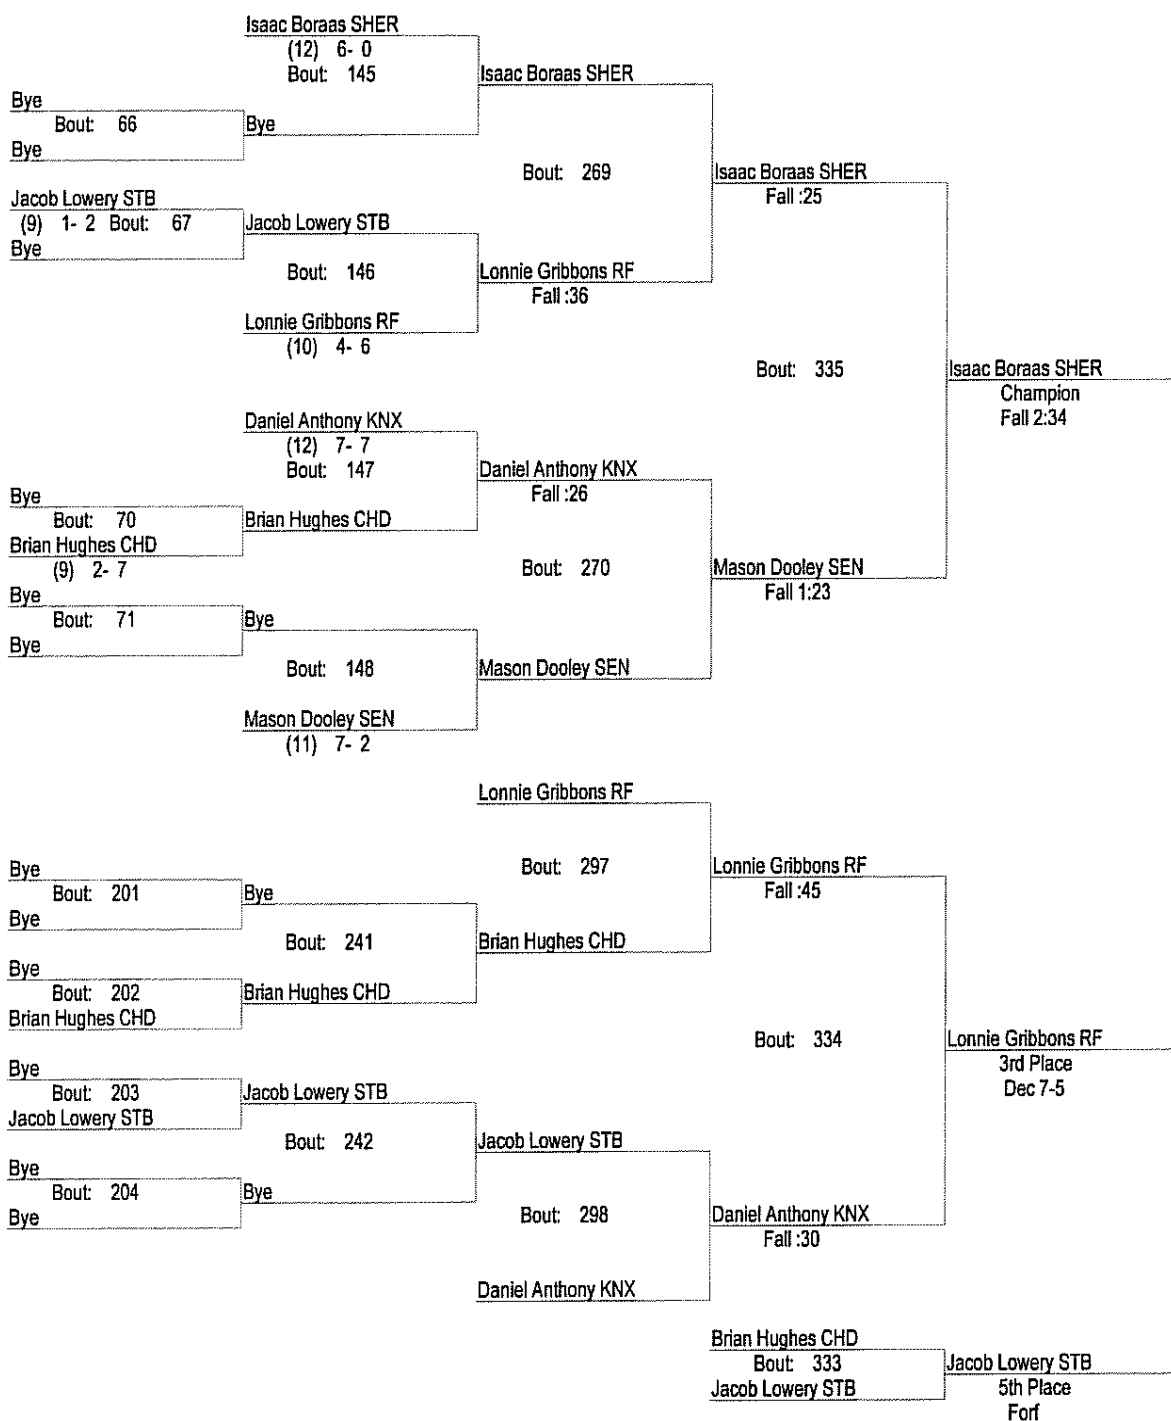 Isaac Boraas SHER
(12) 6- 0
Bout: 145
Isaac Boraas SHER
Bye
Bout: 66
Bye
Bye
Bout: 269
Isaac Boraas SHER
Fall :25
Jacob Lowery STB
(9) 1- 2 Bout: 67
Bye
Jacob Lowery STB
Bout: 146
Lonnie Gribbons RF
Fall :36
Lonnie Gribbons RF
(10) 4- 6
Bout: 335
Isaac Boraas SHER
Champion
Fall 2:34
Daniel Anthony KNX
(12) 7- 7
Bout: 147
Daniel Anthony KNX
Fall :26
Bye
Bout: 70
Brian Hughes CHD
(9) 2- 7
Brian Hughes CHD
Bout: 270
Mason Dooley SEN
Fall 1:23
Bye
Bout: 71
Bye
Bye
Bout: 148
Mason Dooley SEN
Mason Dooley SEN
(11) 7- 2
Lonnie Gribbons RF
Bout: 297
Lonnie Gribbons RF
Fall :45
Bye
Bout: 201
Bye
Bye
Bout: 241
Brian Hughes CHD
Bye
Bout: 202
Brian Hughes CHD
Brian Hughes CHD
Bout: 334
Lonnie Gribbons RF
3rd Place
Dec 7-5
Bye
Bout: 203
Jacob Lowery STB
Jacob Lowery STB
Bout: 242
Jacob Lowery STB
Bye
Bout: 204
Bye
Bye
Bout: 298
Daniel Anthony KNX
Fall :30
Daniel Anthony KNX
Brian Hughes CHD
Bout: 333
Jacob Lowery STB
Jacob Lowery STB
5th Place
Forf